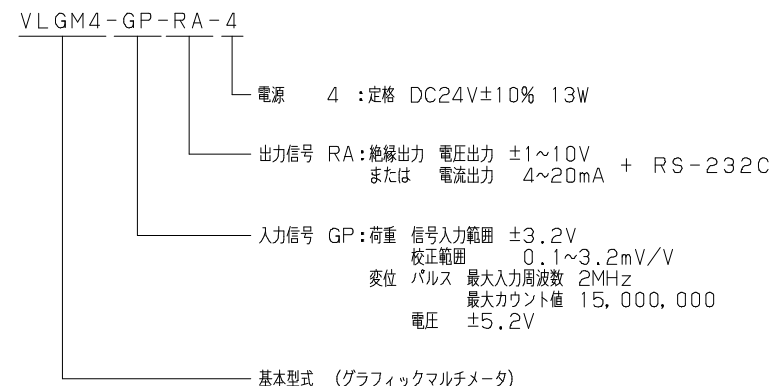 VLGM4-GP-RA-4
電源 4 :定格 DC24V±10% 13W
出力信号 RA:絶縁出力 電圧出力 ±1~10V
または 電流出力 4~20mA + RS-232C
入力信号 GP:荷重 信号入力範囲 ±3.2V
校正範囲 0.1~3.2mV/V
変位 パルス 最大入力周波数 2MHz
最大カウント値 15,000,000
電圧 ±5.2V
基本型式 (グラフィックマルチメータ)